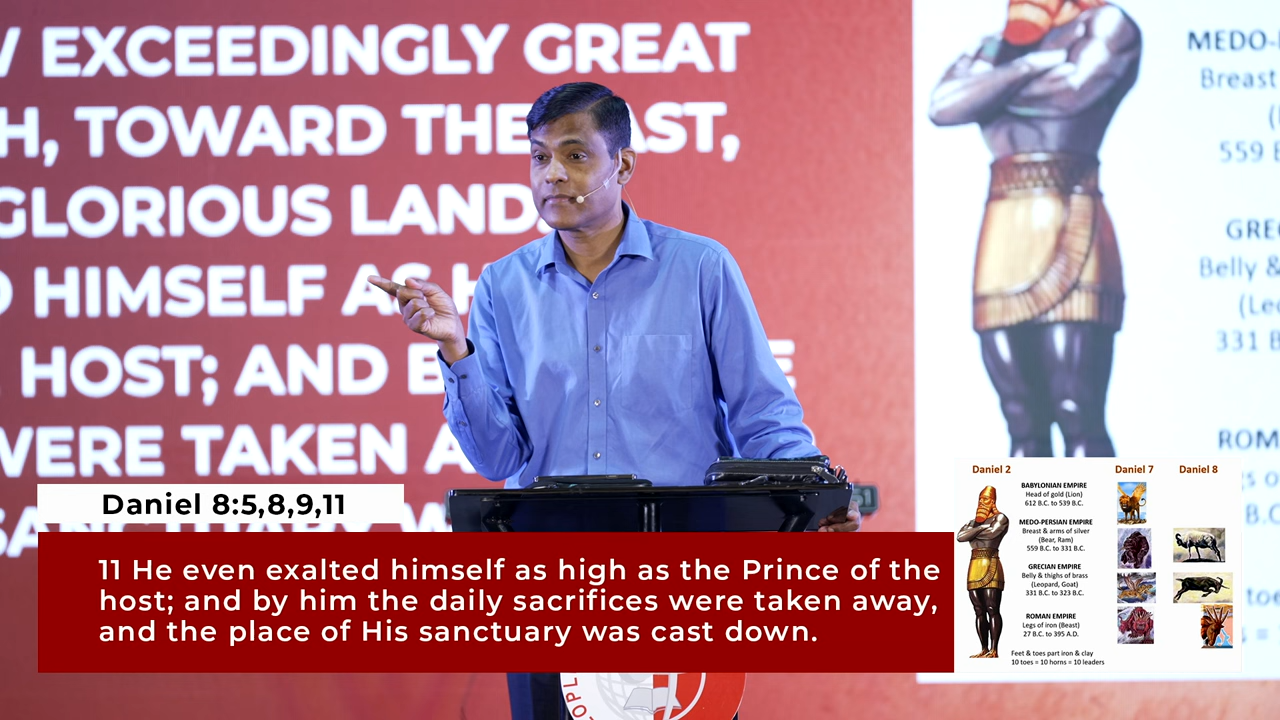 EXCEEDINGLY GREAT
TOWARD THE
GLORIOUS LAND.
HIMSELF AS
HOST; AND
WERE TAKEN
MEDO-
Breast
559 B
Belly &
331 B
ROM
B.C
Daniel 8:5,8,9,11
11 He even exalted himself as high as the Prince of the
host; and by him the daily sacrifices were taken away,
and the place of His sanctuary was cast down.
Daniel 2 Daniel 7 Daniel 8
BABYLONIAN EMPIRE
Head of gold (Lion)
612 B.C. to 539 B.C.
MEDO-PERSIAN EMPIRE
Breast & arms of silver
(Bear, Ram)
559 B.C. to 331 B.C.
GRECIAN EMPIRE
Belly & thighs of brass
(Leopard, Goat)
331 B.C. to 323 B.C.
ROMAN EMPIRE
Legs of iron (Beast)
27 B.C. to 395 A.D.
Feet & toes part iron & clay
10 toes = 10 horns = 10 leaders